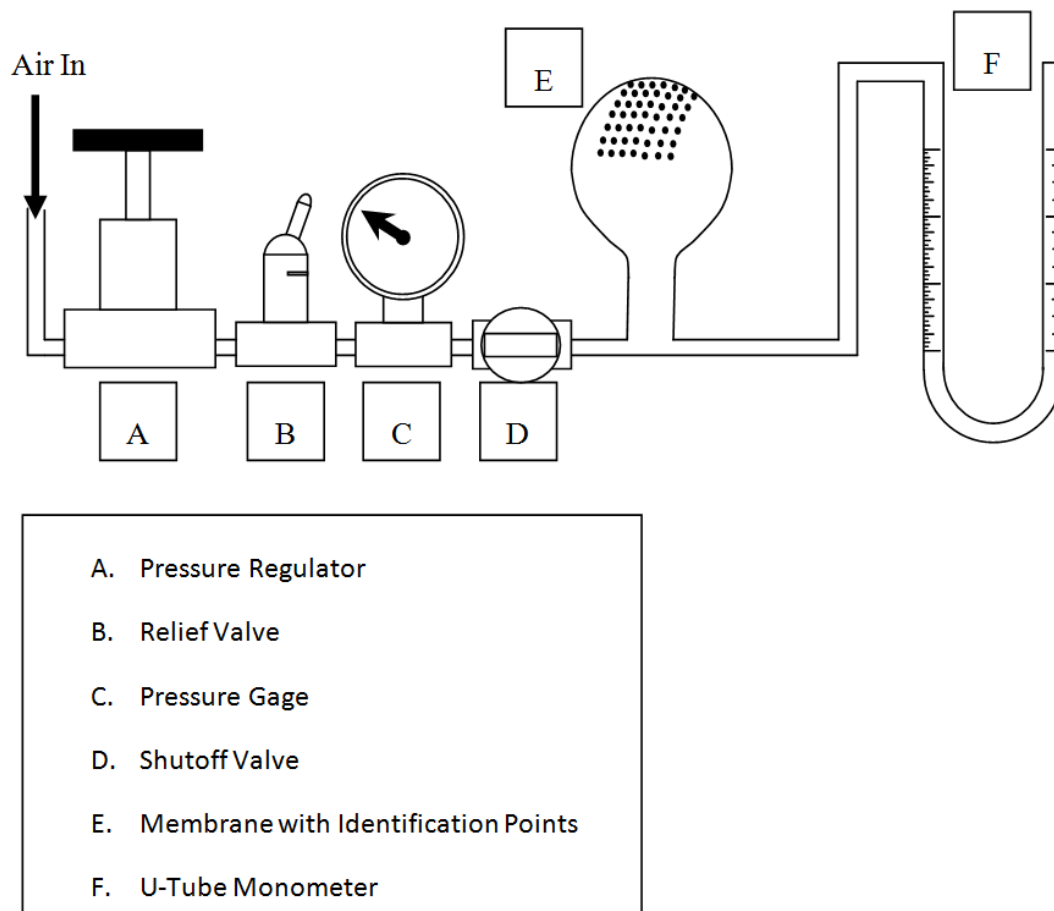 Air In
E
F
A
B
C
D
A. Pressure Regulator
B. Relief Valve
C. Pressure Gage
D. Shutoff Valve
E. Membrane with Identification Points
F. U-Tube Monometer